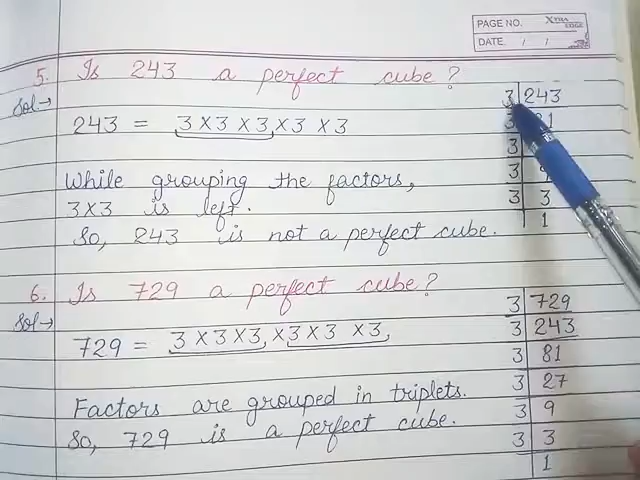 PAGE NO.
DATE / /
5. Is 243 a perfect cube?
Sol→
243 = 3 X 3 X 3, X 3 X 3
While grouping the factors,
3X3 is left.
So, 243 is not a perfect cube.
3 243
3 81
3
3
3 3
1
6. Is 729 a perfect cube?
Sol→
729 = 3 X 3 X 3, X 3 X 3 X 3,
Factors are grouped in triplets.
So, 729 is a perfect cube.
3 729
3 243
3 81
3 27
3 9
3 3
1